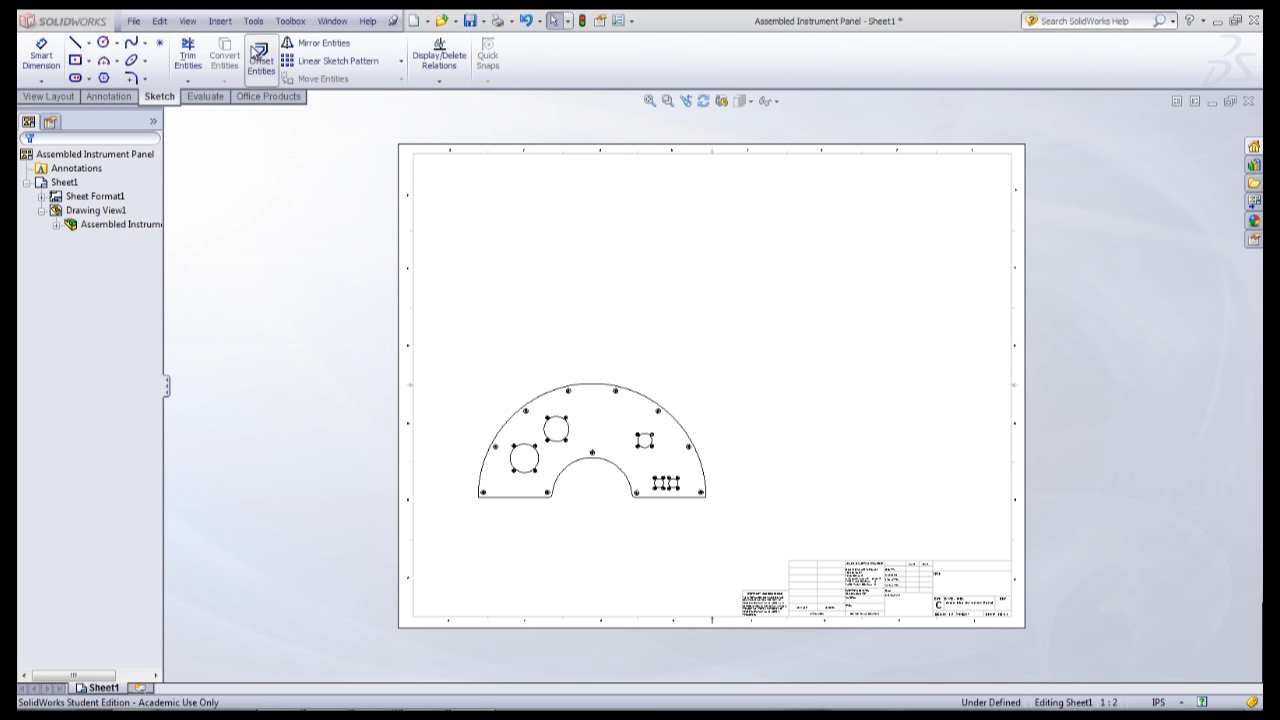 SOLIDWORKS File Edit View Insert Tools Toolbox Window Help Assembled Instrument Panel - Sheet1 * Search SolidWorks Help
Smart Dimension
Trim Entities
Convert Entities
Offset Entities
Mirror Entities
Linear Sketch Pattern
Move Entities
Display/Delete Relations
Quick Snaps
View Layout Annotation Sketch Evaluate Office Products
Assembled Instrument Panel
Annotations
Sheet1
Sheet Format1
Drawing View1
Assembled Instrum
C
Sheet1
SolidWorks Student Edition - Academic Use Only Under Defined Editing Sheet1 1 : 2 IPS